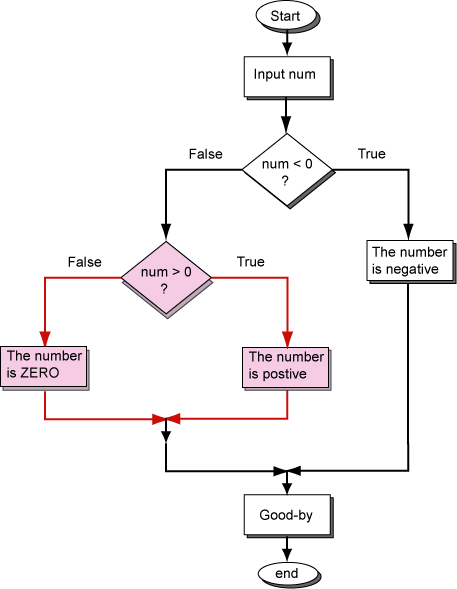 Start
Input num
False
True
num < 0
?
The number
is negative
False
True
num > 0
?
The number
is ZERO
The number
is postive
Good-by
end